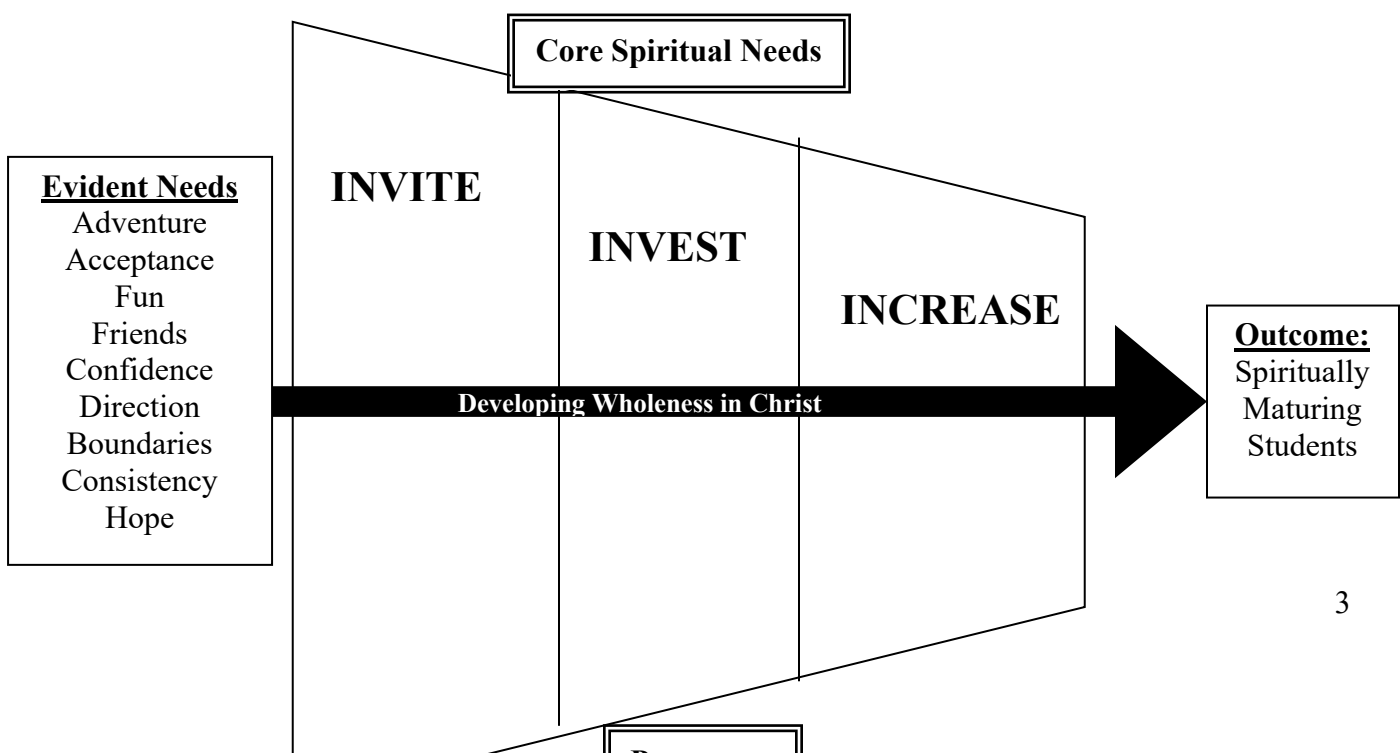 Core Spiritual Needs
Evident Needs
Adventure
Acceptance
Fun
Friends
Confidence
Direction
Boundaries
Consistency
Hope
INVITE
INVEST
INCREASE
Developing Wholeness in Christ
Outcome:
Spiritually
Maturing
Students
3